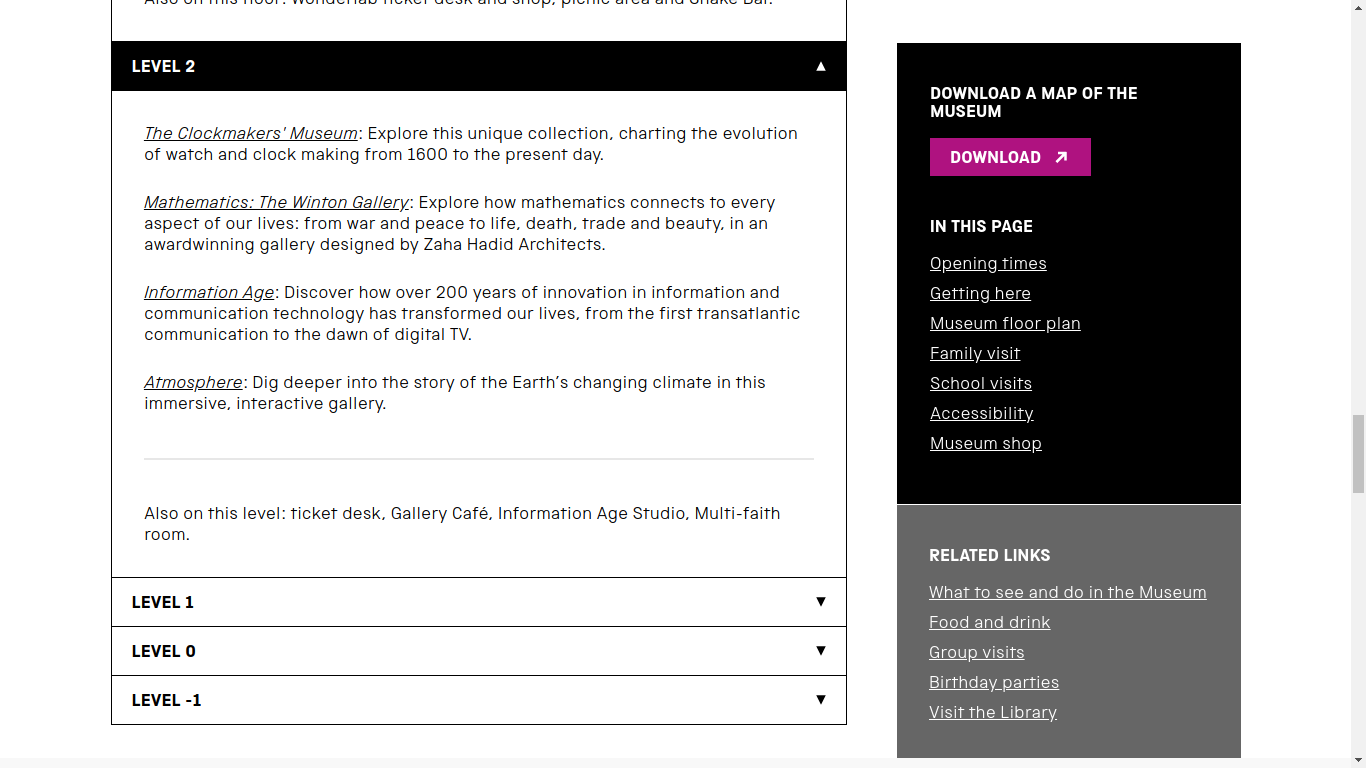 Also on this floor: Wonderlab ticket desk and shop, picnic area and Shake Bar.
LEVEL 2 ▲
The Clockmakers' Museum: Explore this unique collection, charting the evolution
of watch and clock making from 1600 to the present day.
Mathematics: The Winton Gallery: Explore how mathematics connects to every
aspect of our lives: from war and peace to life, death, trade and beauty, in an
awardwinning gallery designed by Zaha Hadid Architects.
Information Age: Discover how over 200 years of innovation in information and
communication technology has transformed our lives, from the first transatlantic
communication to the dawn of digital TV.
Atmosphere: Dig deeper into the story of the Earth’s changing climate in this
immersive, interactive gallery.
Also on this level: ticket desk, Gallery Café, Information Age Studio, Multi-faith
room.
LEVEL 1 ▼
LEVEL 0 ▼
LEVEL -1 ▼
DOWNLOAD A MAP OF THE
MUSEUM
DOWNLOAD
IN THIS PAGE
Opening times
Getting here
Museum floor plan
Family visit
School visits
Accessibility
Museum shop
RELATED LINKS
What to see and do in the Museum
Food and drink
Group visits
Birthday parties
Visit the Library